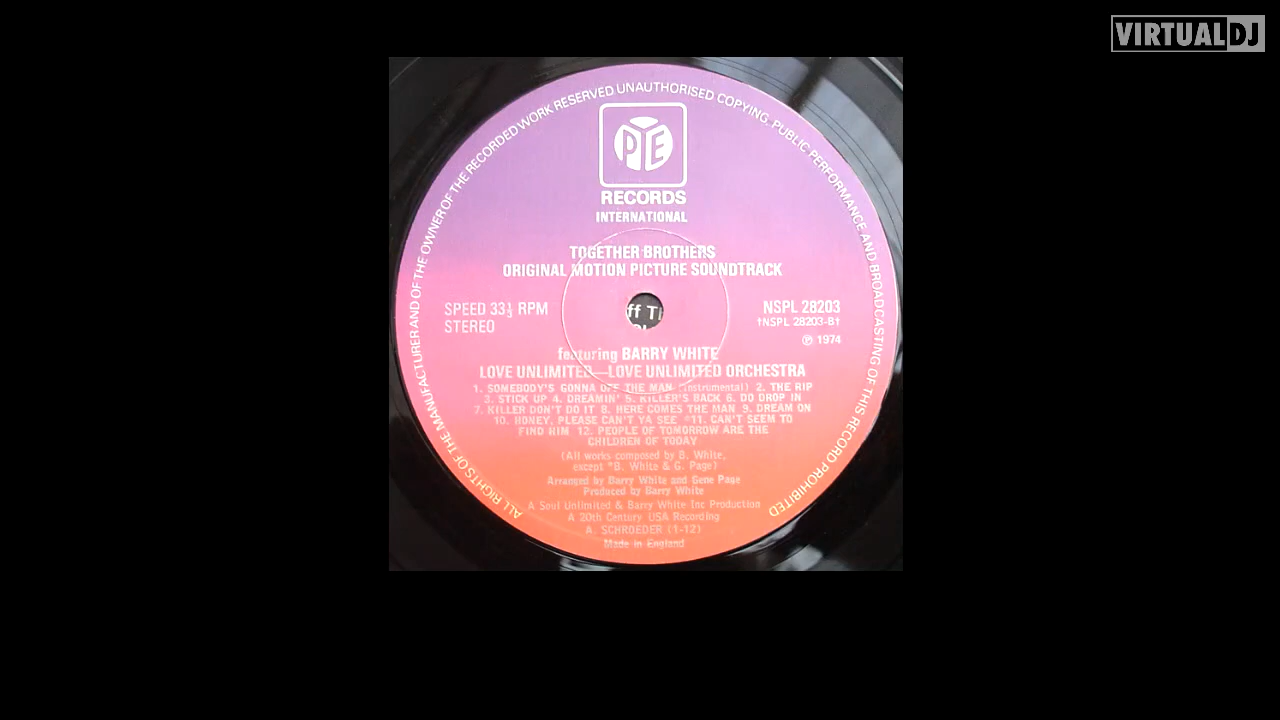 VIRTUALDJ
ALL RIGHTS OF THE MANUFACTURER AND OF THE OWNER OF THE RECORDED WORK RESERVED UNAUTHORISED COPYING, PUBLIC PERFORMANCE AND BROADCASTING OF THIS RECORD PROHIBITED
PYE
RECORDS
INTERNATIONAL
TOGETHER BROTHERS
ORIGINAL MOTION PICTURE SOUNDTRACK
SPEED 33⅓ RPM
STEREO
NSPL 28203
†NSPL 28203-B†
℗ 1974
ff T
featuring BARRY WHITE
LOVE UNLIMITED—LOVE UNLIMITED ORCHESTRA
1. SOMEBODY'S GONNA OFF THE MAN (Instrumental) 2. THE RIP
3. STICK UP 4. DREAMIN' 5. KILLER'S BACK 6. DO DROP IN
7. KILLER DON'T DO IT 8. HERE COMES THE MAN 9. DREAM ON
10. HONEY, PLEASE CAN'T YA SEE *11. CAN'T SEEM TO
FIND HIM 12. PEOPLE OF TOMORROW ARE THE
CHILDREN OF TODAY
(All works composed by B. White,
except *B. White & G. Page)
Arranged by Barry White and Gene Page
Produced by Barry White
A Soul Unlimited & Barry White Inc Production
A 20th Century USA Recording
A. SCHROEDER (1-12)
Made in England